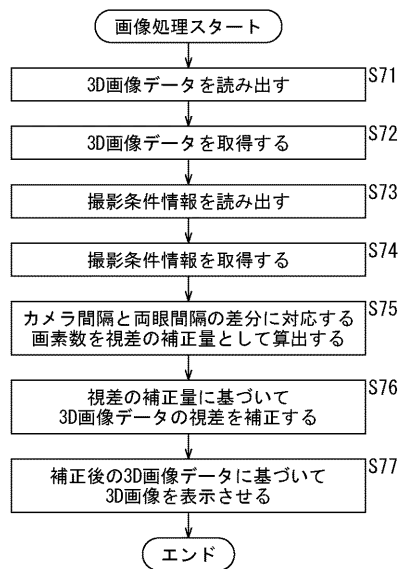 画像処理スタート
3D画像データを読み出す
S71
3D画像データを取得する
S72
撮影条件情報を読み出す
S73
撮影条件情報を取得する
S74
カメラ間隔と両眼間隔の差分に対応する
画素数を視差の補正量として算出する
S75
視差の補正量に基づいて
3D画像データの視差を補正する
S76
補正後の3D画像データに基づいて
3D画像を表示させる
S77
エンド